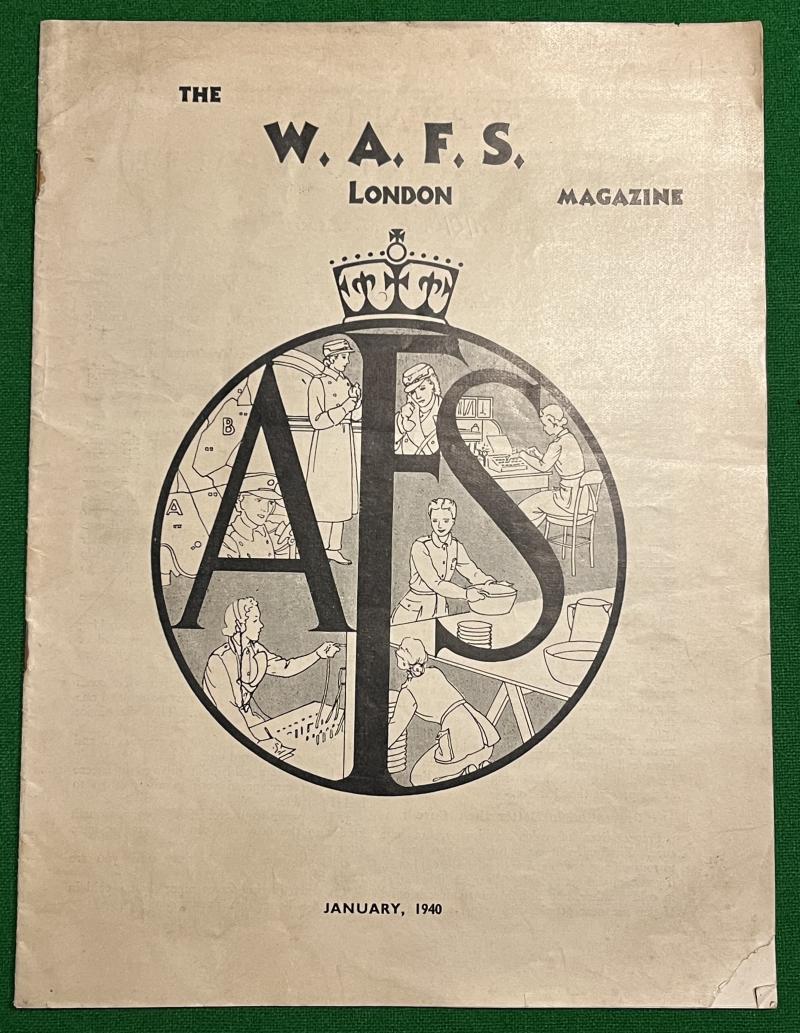 THE
W. A. F. S.
LONDON MAGAZINE
AFS
B
A
JANUARY, 1940